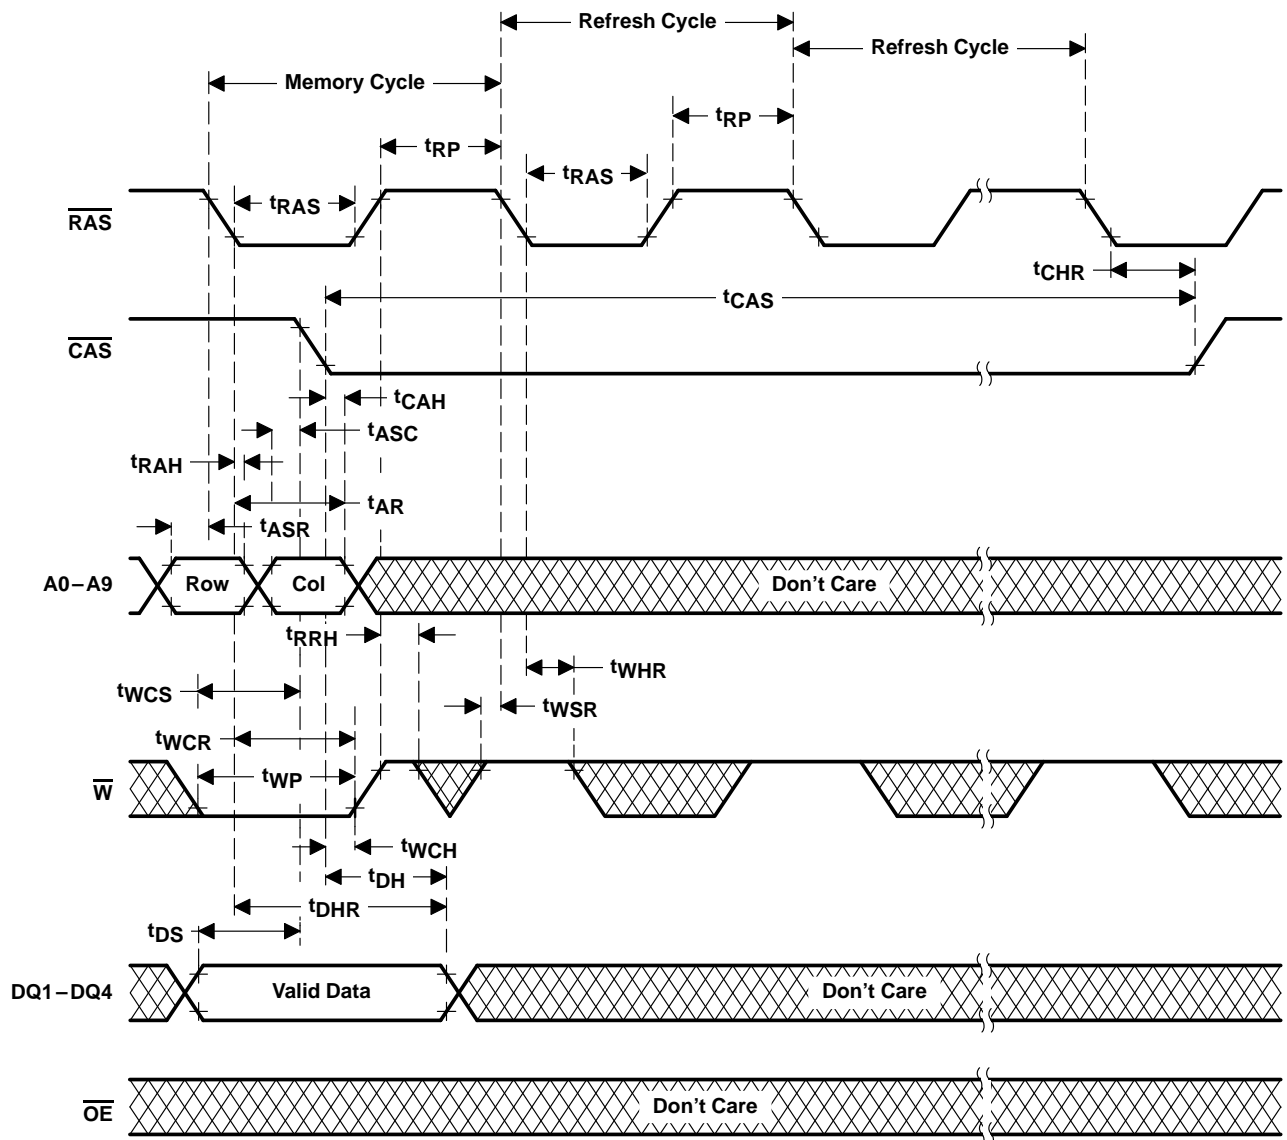 Refresh Cycle
Refresh Cycle
Memory Cycle
tRP
tRP
tRAS
tRAS
RAS
tCHR
tCAS
CAS
tCAH
tASC
tRAH
tAR
tASR
A0–A9
Row
Col
Don't Care
tRRH
tWHR
tWCS
tWSR
tWCR
tWP
W
tWCH
tDH
tDHR
tDS
DQ1–DQ4
Valid Data
Don't Care
OE
Don't Care